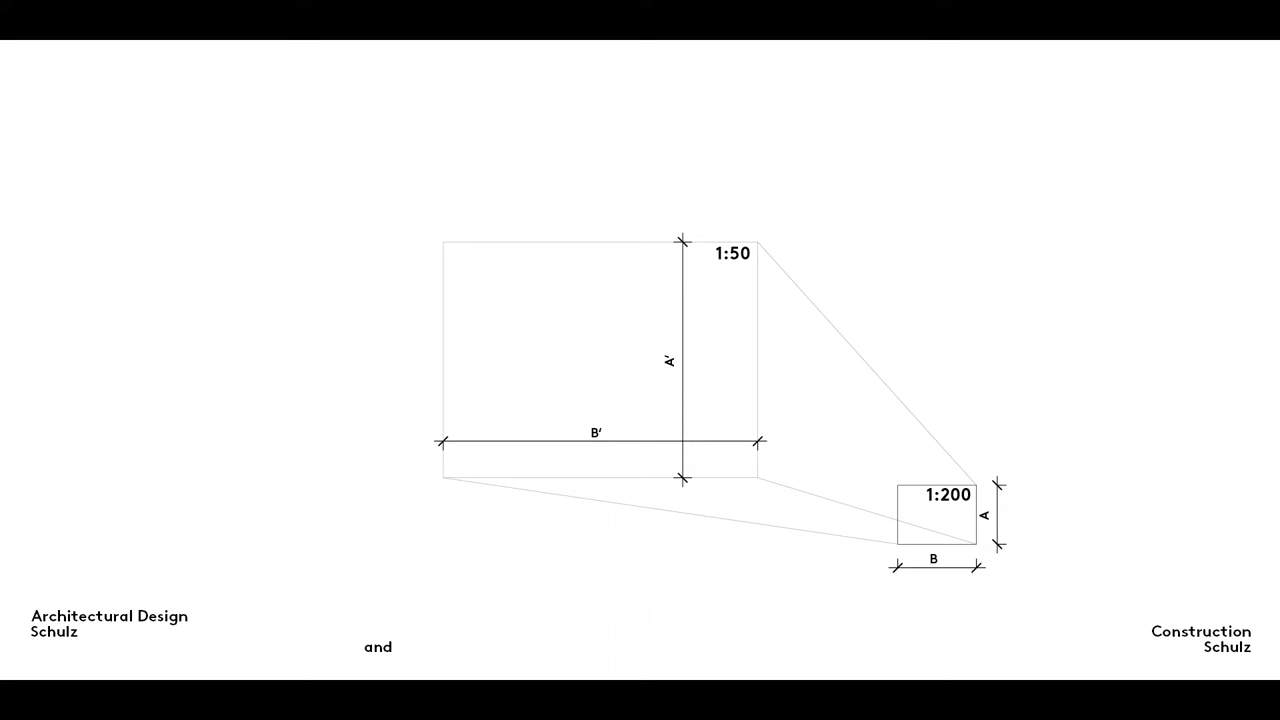 1:50
A’
B’
1:200
A
B
Architectural Design
Schulz
and
Construction
Schulz